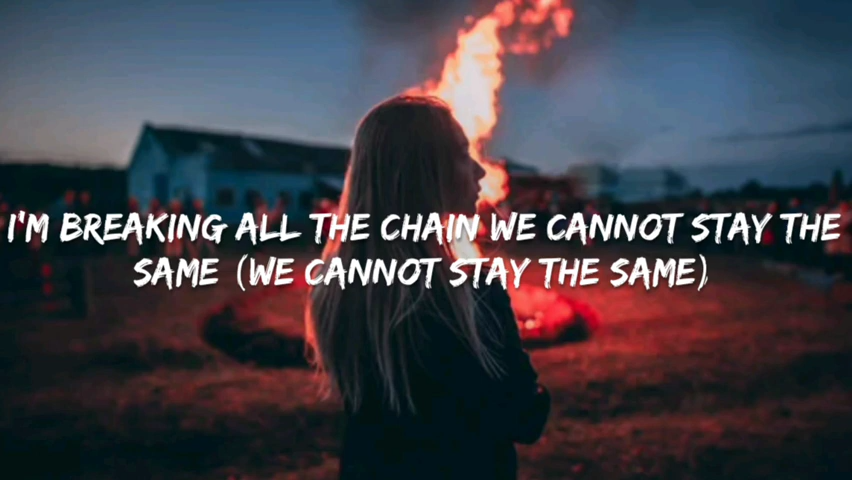 I'M BREAKING ALL THE CHAIN WE CANNOT STAY THE
SAME (WE CANNOT STAY THE SAME)